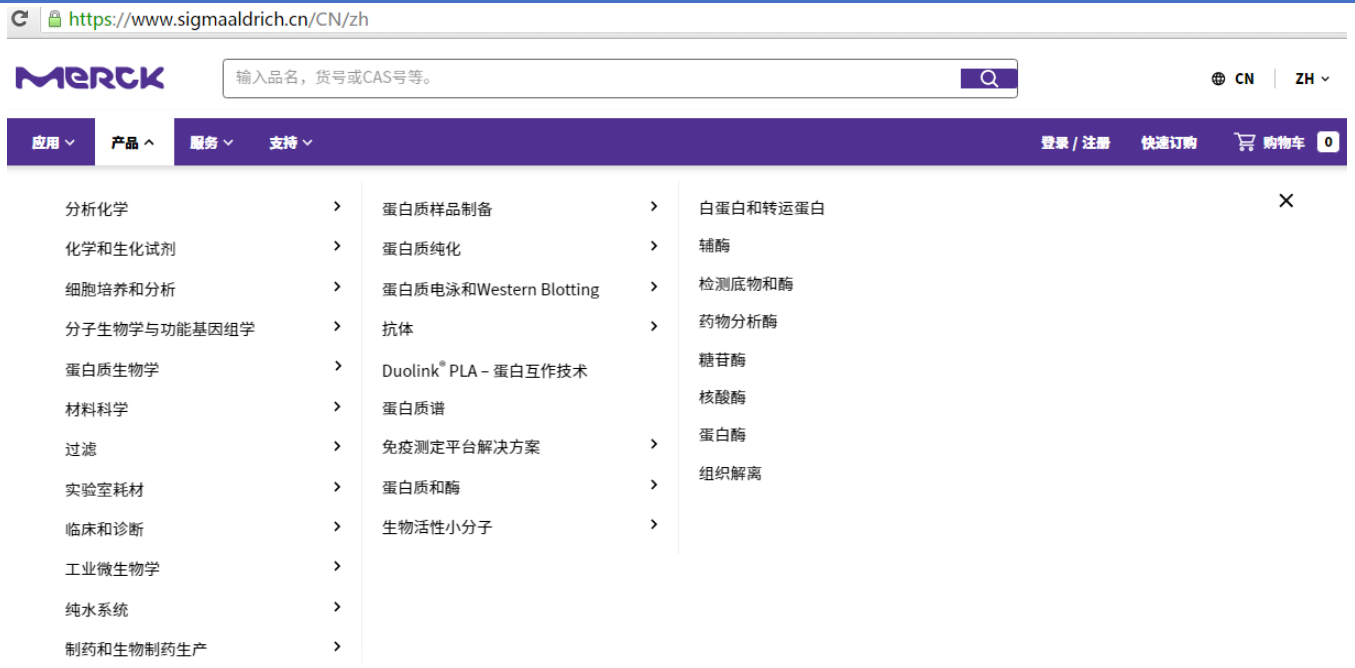 https://www.sigmaaldrich.cn/CN/zh
MERCK
输入品名，货号或CAS号等。
CN
ZH
应用
产品
服务
支持
登录 / 注册
快速订购
购物车
0
分析化学
化学和生化试剂
细胞培养和分析
分子生物学与功能基因组学
蛋白质生物学
材料科学
过滤
实验室耗材
临床和诊断
工业微生物学
纯水系统
制药和生物制药生产
蛋白质样品制备
蛋白质纯化
蛋白质电泳和Western Blotting
抗体
Duolink® PLA – 蛋白互作技术
蛋白质谱
免疫测定平台解决方案
蛋白质和酶
生物活性小分子
白蛋白和转运蛋白
辅酶
检测底物和酶
药物分析酶
糖苷酶
核酸酶
蛋白酶
组织解离